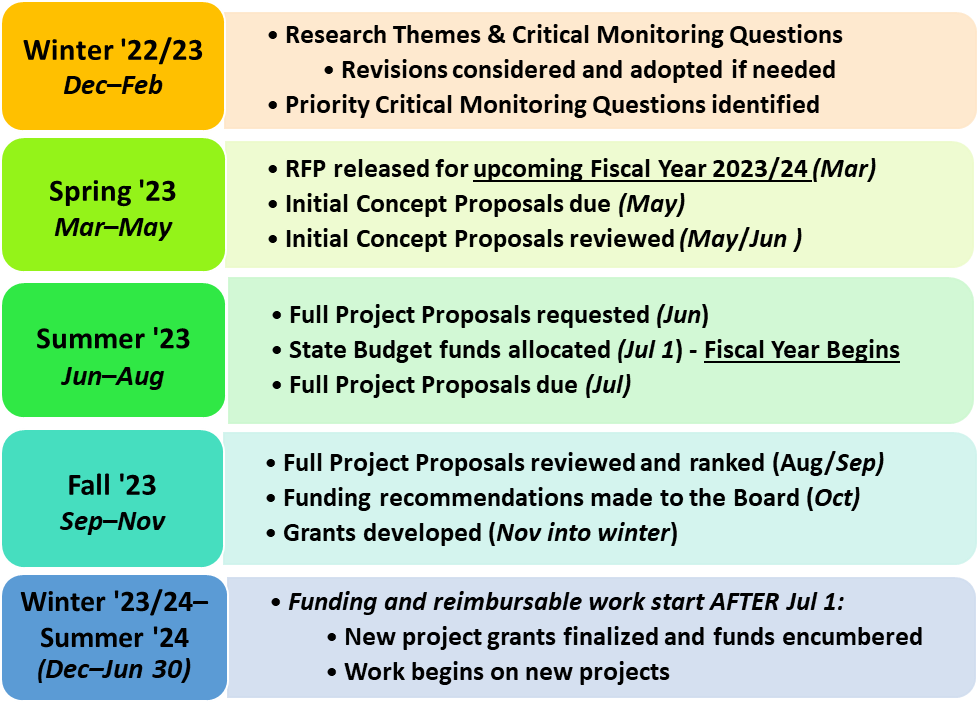 Winter '22/23
Dec–Feb
• Research Themes & Critical Monitoring Questions
• Revisions considered and adopted if needed
• Priority Critical Monitoring Questions identified
Spring '23
Mar–May
• RFP released for upcoming Fiscal Year 2023/24 (Mar)
• Initial Concept Proposals due (May)
• Initial Concept Proposals reviewed (May/Jun )
Summer '23
Jun–Aug
• Full Project Proposals requested (Jun)
• State Budget funds allocated (Jul 1) - Fiscal Year Begins
• Full Project Proposals due (Jul)
Fall '23
Sep–Nov
• Full Project Proposals reviewed and ranked (Aug/Sep)
• Funding recommendations made to the Board (Oct)
• Grants developed (Nov into winter)
Winter '23/24–
Summer '24
(Dec–Jun 30)
• Funding and reimbursable work start AFTER Jul 1:
• New project grants finalized and funds encumbered
• Work begins on new projects